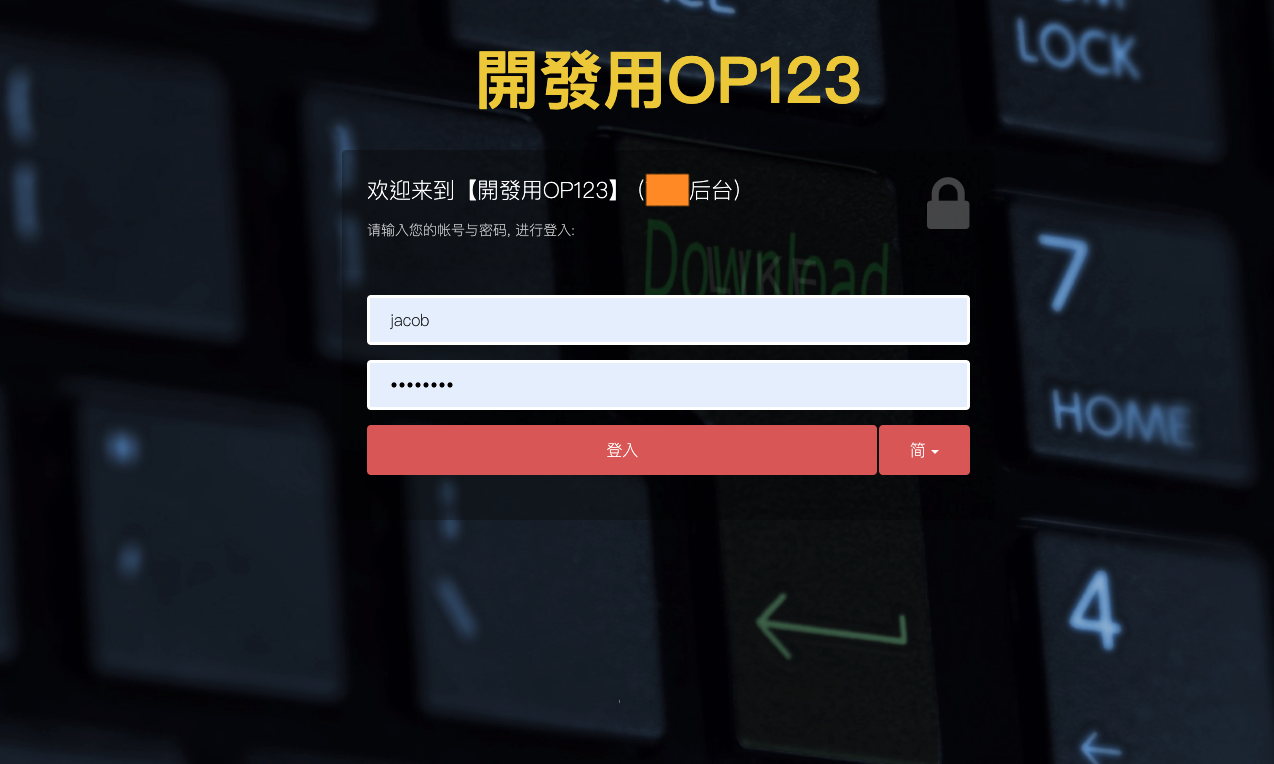 LOCK
開發用OP123
欢迎来到【開發用OP123】（后台）
请输入您的帐号与密码, 进行登入:
Download
7
HOME
jacob
••••••••
登入
简
4